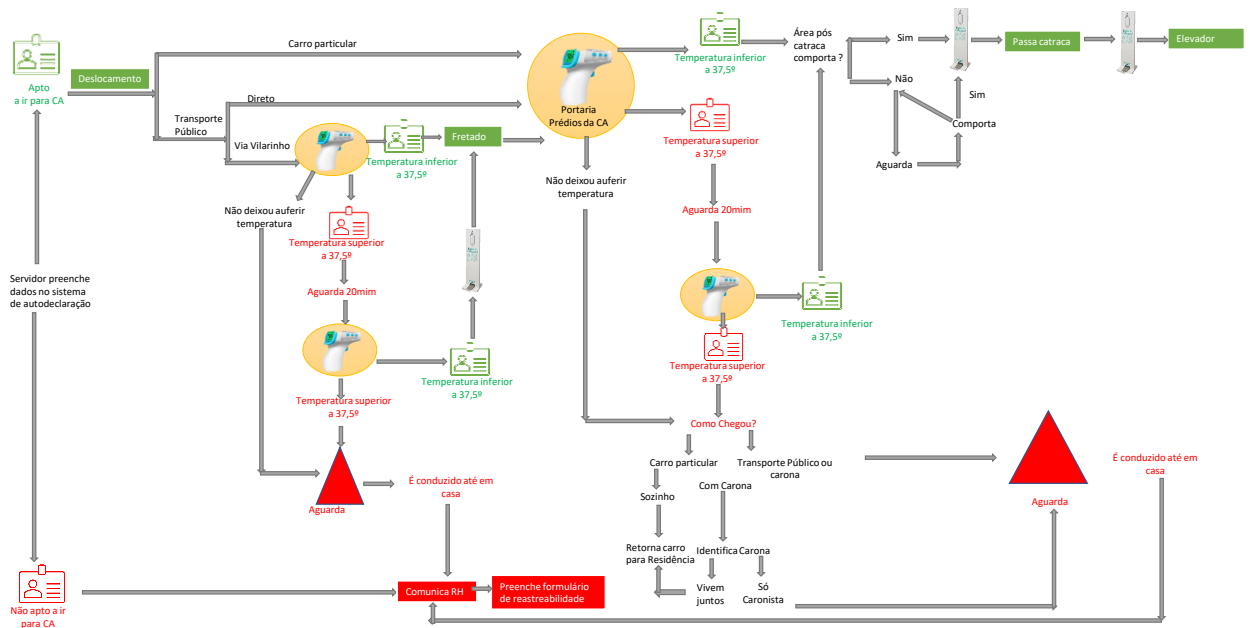 Apto
a ir para CA
Deslocamento
Carro particular
Direto
Transporte
Público
Via Vilarinho
Temperatura inferior
a 37,5º
Fretado
Portaria
Prédios da CA
Temperatura inferior
a 37,5º
Área pós
catraca
comporta ?
Sim
Passa catraca
Elevador
Não
Sim
Comporta
Aguarda
Temperatura superior
a 37,5º
Não deixou auferir
temperatura
Não deixou auferir
temperatura
Temperatura superior
a 37,5º
Aguarda 20mim
Aguarda 20mim
Servidor preenche
dados no sistema
de autodeclaração
Temperatura inferior
a 37,5º
Temperatura inferior
a 37,5º
Temperatura superior
a 37,5º
Temperatura superior
a 37,5º
Como Chegou?
Carro particular
Transporte Público ou
carona
Sozinho
Com Carona
Retorna carro
para Residência
Identifica Carona
Vivem
juntos
Só
Caronista
Aguarda
É conduzido até em
casa
Aguarda
É conduzido até em
casa
Não apto a ir
para CA
Comunica RH
Preenche formulário
de reastreabilidade